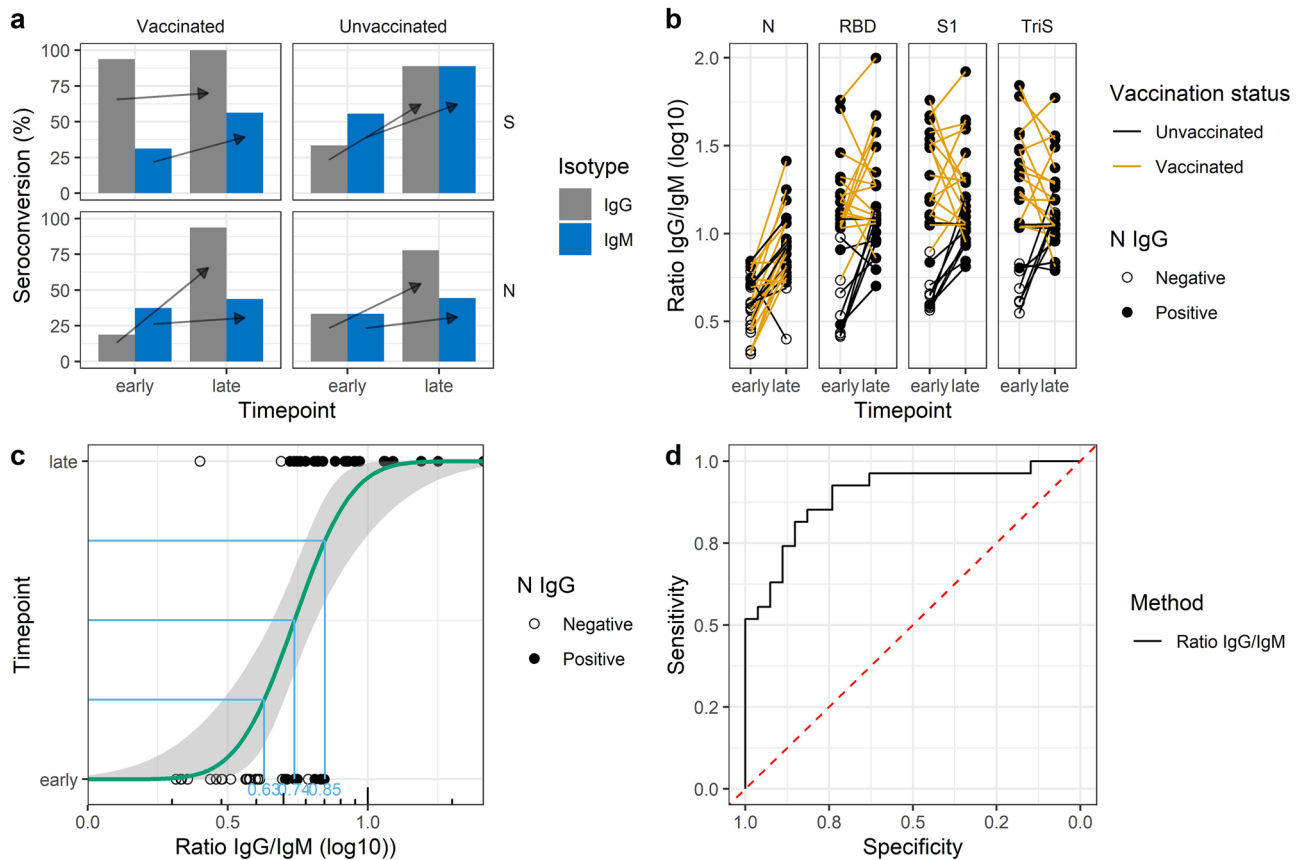 a
Vaccinated
Unvaccinated
Seroconversion (%)
100
75
50
25
0
S
100
75
50
25
0
N
early
late
early
late
Timepoint
Isotype
IgG
IgM
b
N
RBD
S1
TriS
Ratio IgG/IgM (log10)
2.0
1.5
1.0
0.5
early late
early late
early late
early late
Timepoint
Vaccination status
Unvaccinated
Vaccinated
N IgG
Negative
Positive
c
late
Timepoint
early
0.63
0.74
0.85
0.0
0.5
1.0
Ratio IgG/IgM (log10))
N IgG
Negative
Positive
d
Sensitivity
1.0
0.8
0.5
0.2
0.0
1.0
0.8
0.5
0.2
0.0
Specificity
Method
Ratio IgG/IgM